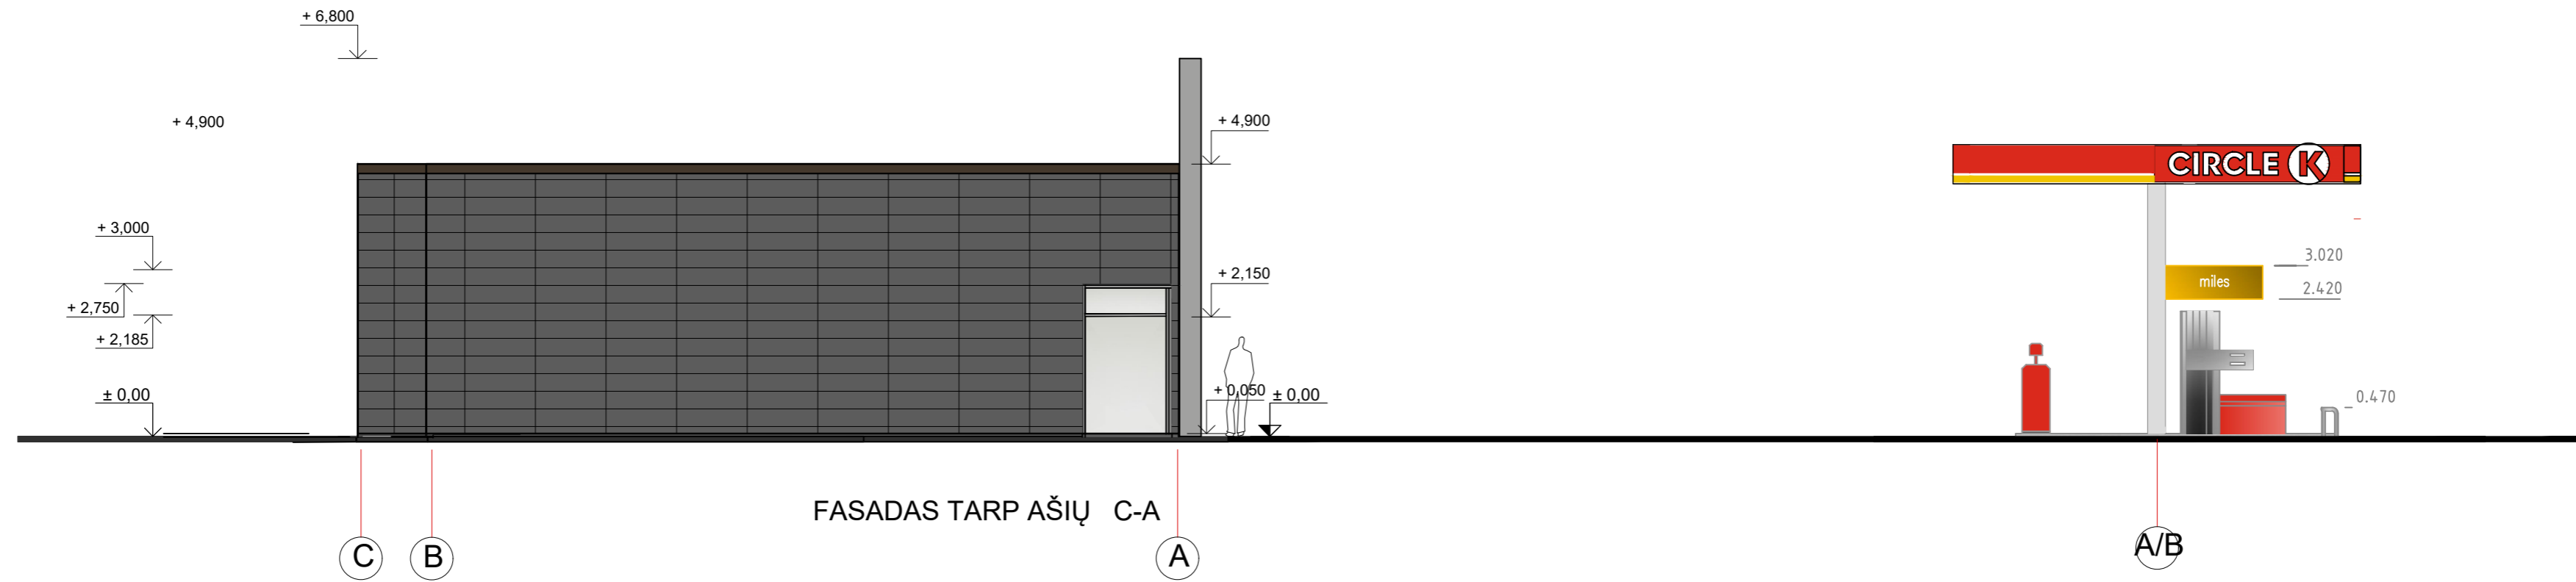 + 6,800
+ 4,900
+ 4,900
CIRCLE K
+ 3,000
3.020
+ 2,150
miles
2.420
+ 2,750
+ 2,185
± 0,00
+ 0,050
± 0,00
0.470
FASADAS TARP AŠIŲ C-A
C
B
A
A/B